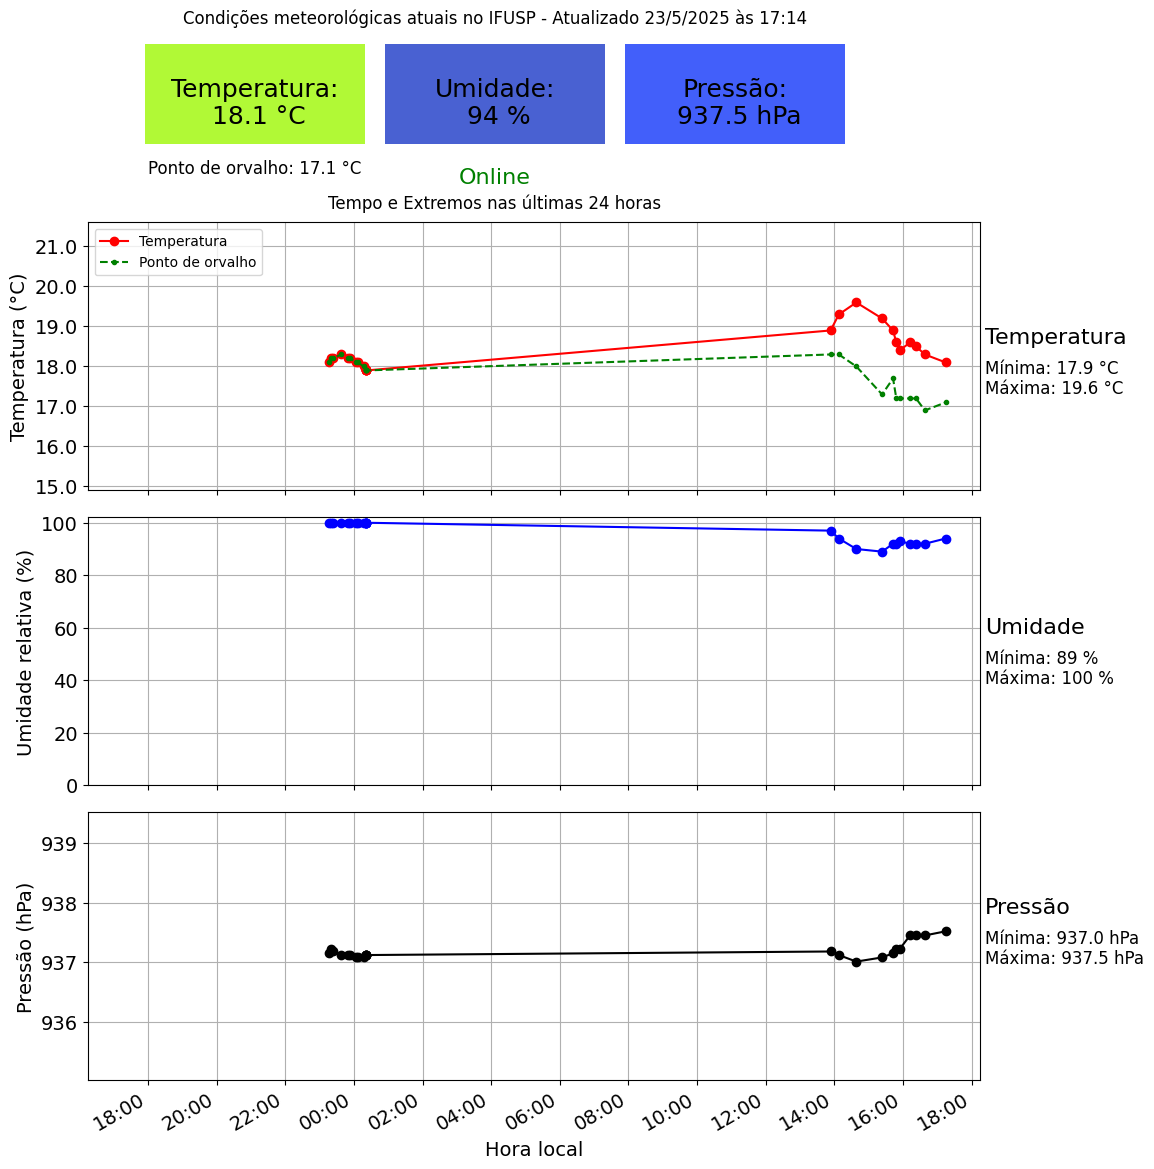 Condições meteorológicas atuais no IFUSP - Atualizado 23/5/2025 às 17:14
Temperatura:
18.1 °C
Umidade:
94 %
Pressão:
937.5 hPa
Ponto de orvalho: 17.1 °C
Online
Tempo e Extremos nas últimas 24 horas
Temperatura
Ponto de orvalho
Temperatura (°C)
21.0
20.0
19.0
18.0
17.0
16.0
15.0
Temperatura
Mínima: 17.9 °C
Máxima: 19.6 °C
Umidade relativa (%)
100
80
60
40
20
0
Umidade
Mínima: 89 %
Máxima: 100 %
Pressão (hPa)
939
938
937
936
Pressão
Mínima: 937.0 hPa
Máxima: 937.5 hPa
18:00 20:00 22:00 00:00 02:00 04:00 06:00 08:00 10:00 12:00 14:00 16:00 18:00
Hora local